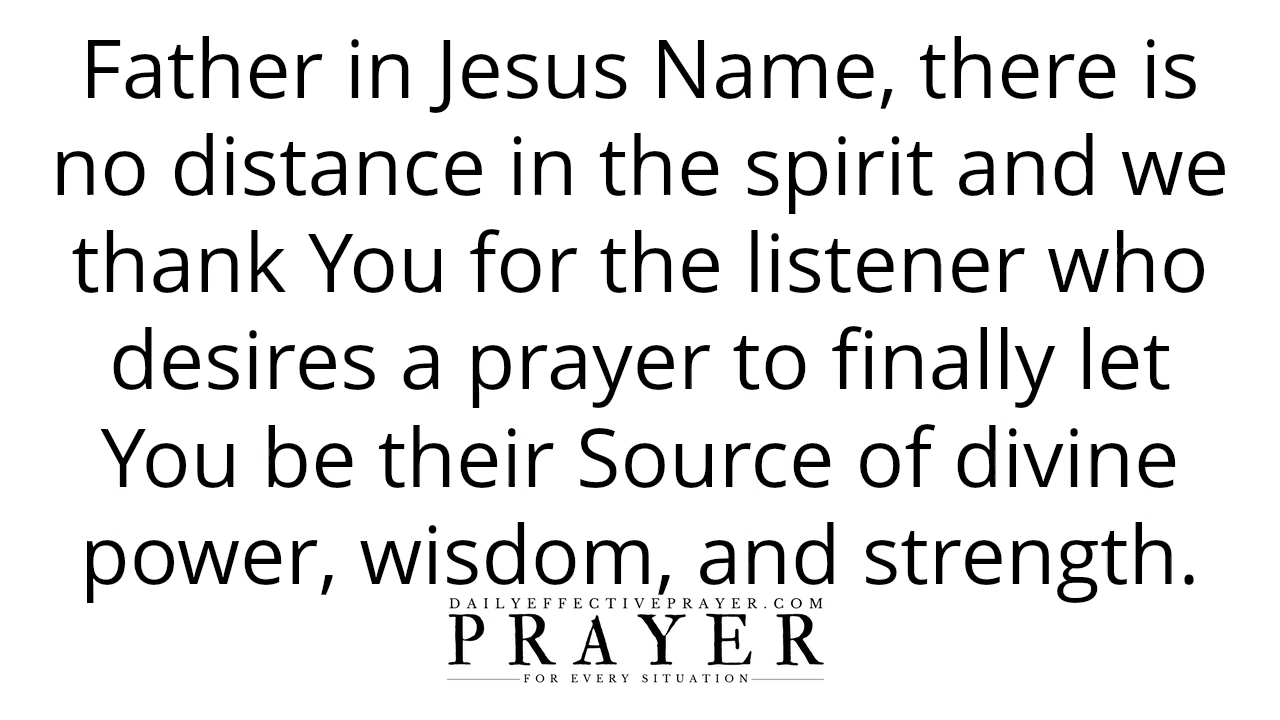 Father in Jesus Name, there is
no distance in the spirit and we
thank You for the listener who
desires a prayer to finally let
You be their Source of divine
power, wisdom, and strength.
DAILYEFFECTIVEPRAYER.COM
PRAYER
FOR EVERY SITUATION